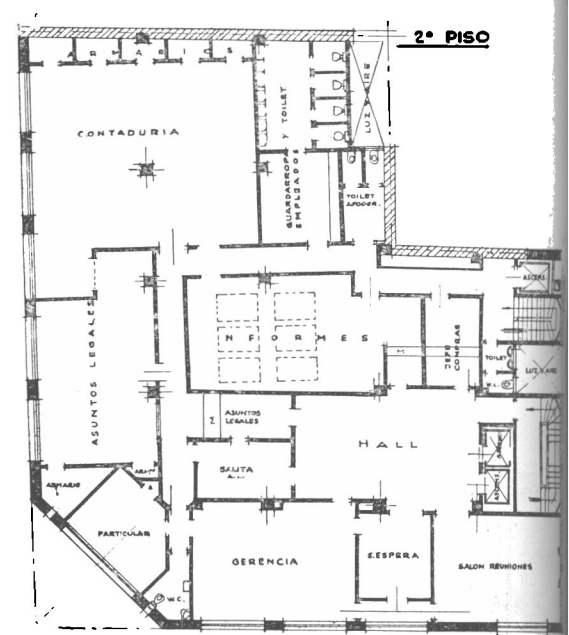 2º PISO
ARMARIOS
CONTADURIA
GUARDARROPA
EMPLEADOS
Y TOILET
LUZ Y AIRE
TOILET
APODER.
ASCENS.
ASUNTOS LEGALES
INFORMES
JEFE
COMPRAS
TOILET
LUZ Y AIRE
W.C.
M
M
ASUNTOS
LEGALES
HALL
ARMARIO
PARTICULAR
GERENCIA
S. ESPERA
SALON REUNIONES
W.C.